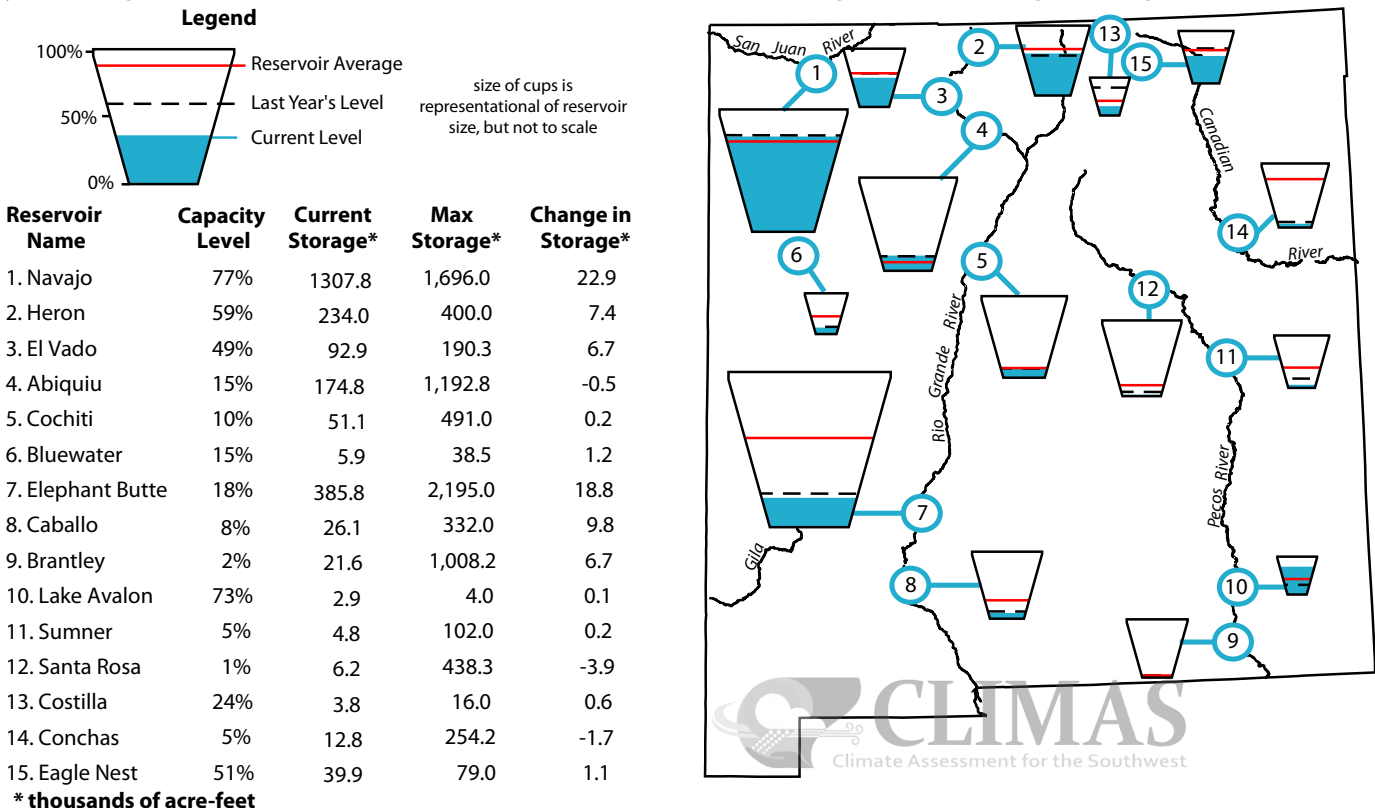 Legend
100%
50%
0%
Reservoir Average
Last Year's Level
Current Level
size of cups is
representational of reservoir
size, but not to scale
Reservoir Name Capacity Level Current Storage* Max Storage* Change in Storage*
1. Navajo 77% 1307.8 1,696.0 22.9
2. Heron 59% 234.0 400.0 7.4
3. El Vado 49% 92.9 190.3 6.7
4. Abiquiu 15% 174.8 1,192.8 -0.5
5. Cochiti 10% 51.1 491.0 0.2
6. Bluewater 15% 5.9 38.5 1.2
7. Elephant Butte 18% 385.8 2,195.0 18.8
8. Caballo 8% 26.1 332.0 9.8
9. Brantley 2% 21.6 1,008.2 6.7
10. Lake Avalon 73% 2.9 4.0 0.1
11. Sumner 5% 4.8 102.0 0.2
12. Santa Rosa 1% 6.2 438.3 -3.9
13. Costilla 24% 3.8 16.0 0.6
14. Conchas 5% 12.8 254.2 -1.7
15. Eagle Nest 51% 39.9 79.0 1.1
* thousands of acre-feet
San Juan River
1
2
3
4
5
6
7
8
9
10
11
12
13
14
15
Canadian
River
Rio Grande River
Pecos River
Gila
CLIMAS
Climate Assessment for the Southwest